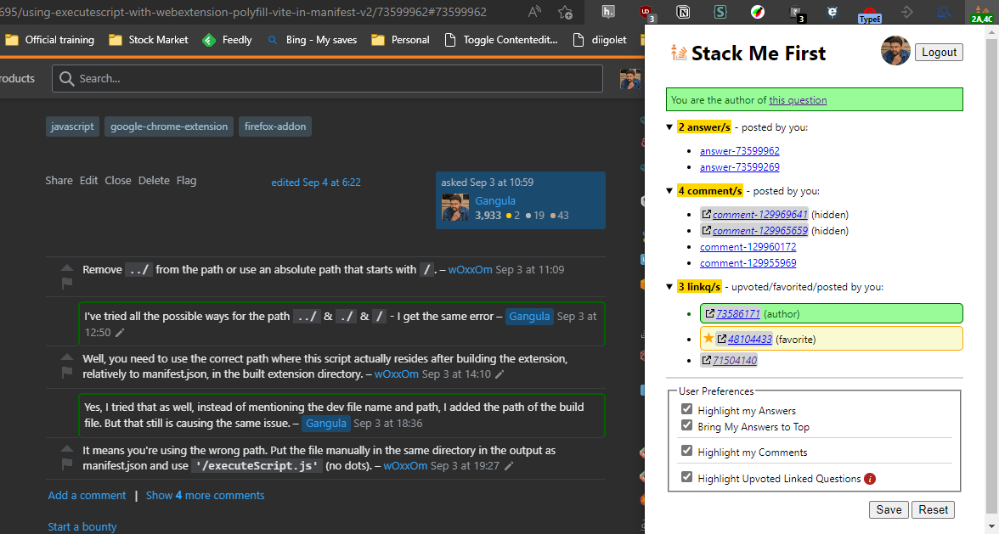 695/using-executescript-with-webextension-polyfill-vite-in-manifest-v2/73599962#73599962
3
3
TypeE
2A,4C
Official training
Stock Market
Feedly
Bing - My saves
Personal
Toggle Contentedit...
diigolet
roducts
Search...
javascript
google-chrome-extension
firefox-addon
Share Edit Close Delete Flag
edited Sep 4 at 6:22
asked Sep 3 at 10:59
Gangula
3,933 2 19 43
Remove ../ from the path or use an absolute path that starts with / . – wOxxOm Sep 3 at 11:09
I've tried all the possible ways for the path ../ & ./ & / - I get the same error – Gangula Sep 3 at
12:50
Well, you need to use the correct path where this script actually resides after building the extension,
relatively to manifest.json, in the built extension directory. – wOxxOm Sep 3 at 14:10
Yes, I tried that as well, instead of mentioning the dev file name and path, I added the path of the build
file. But that still is causing the same issue. – Gangula Sep 3 at 18:36
It means you're using the wrong path. Put the file manually in the same directory in the output as
manifest.json and use '/executeScript.js' (no dots). – wOxxOm Sep 3 at 19:27
Add a comment | Show 4 more comments
Start a bounty
Stack Me First
Logout
You are the author of this question
2 answer/s - posted by you:
answer-73599962
answer-73599269
4 comment/s - posted by you:
comment-129969641 (hidden)
comment-129965659 (hidden)
comment-129960172
comment-129955969
3 linkq/s - upvoted/favorited/posted by you:
73586171 (author)
48104433 (favorite)
71504140
User Preferences
Highlight my Answers
Bring My Answers to Top
Highlight my Comments
Highlight Upvoted Linked Questions i
Save
Reset